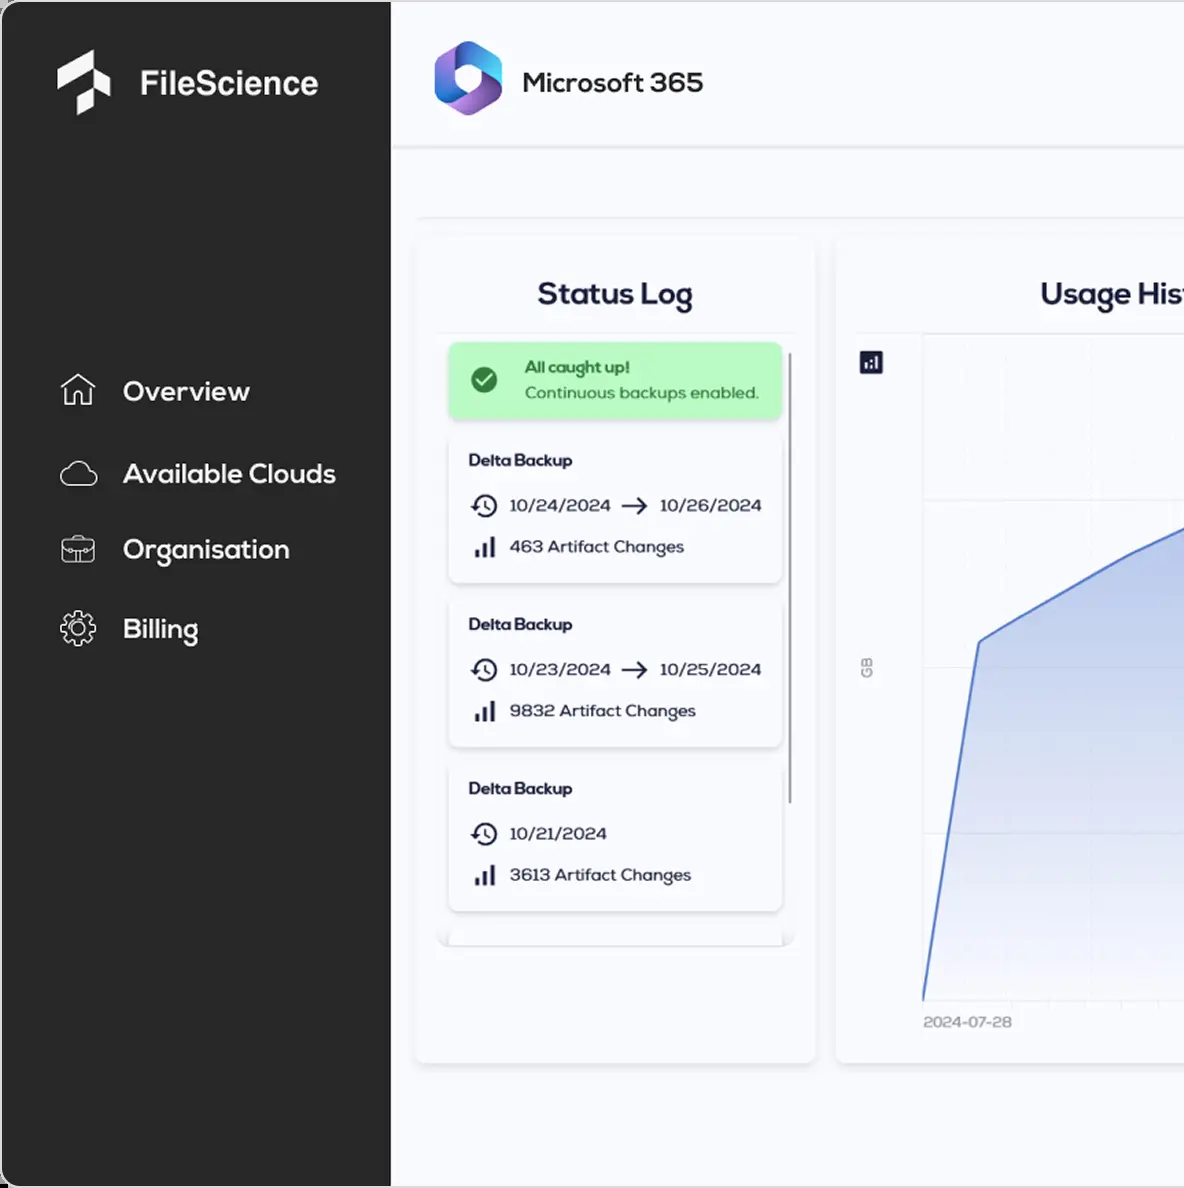 FileScience
Microsoft 365
Overview
Available Clouds
Organisation
Billing
Status Log
All caught up!
Continuous backups enabled.
Delta Backup
10/24/2024 → 10/26/2024
463 Artifact Changes
Delta Backup
10/23/2024 → 10/25/2024
9832 Artifact Changes
Delta Backup
10/21/2024
3613 Artifact Changes
Usage His
GB
2024-07-28